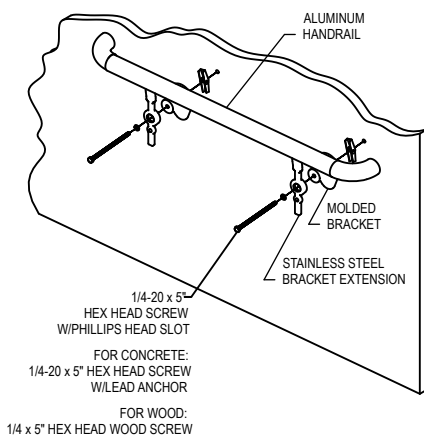 ALUMINUM
HANDRAIL
MOLDED
BRACKET
STAINLESS STEEL
BRACKET EXTENSION
1/4-20 x 5"
HEX HEAD SCREW
W/PHILLIPS HEAD SLOT
FOR CONCRETE:
1/4-20 x 5" HEX HEAD SCREW
W/LEAD ANCHOR
FOR WOOD:
1/4 x 5" HEX HEAD WOOD SCREW